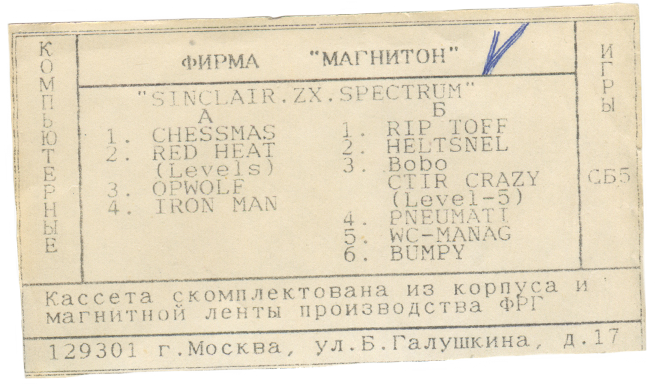 КОМПЬЮТЕРНЫЕ
ФИРМА "МАГНИТОН"
ИГРЫ
СБ5
"SINCLAIR.ZX.SPECTRUM"
А
1. CHESSMAS
2. RED HEAT
(Levels)
3. OPWOLF
4. IRON MAN
Б
1. RIP TOFF
2. HELTSNEL
3. Bobo
CTIR CRAZY
(Level-5)
4. PNEUMATI
5. WC-MANAG
6. BUMPY
Кассета скомплектована из корпуса и
магнитной ленты производства ФРГ
129301 г.Москва, ул.Б.Галушкина, д.17